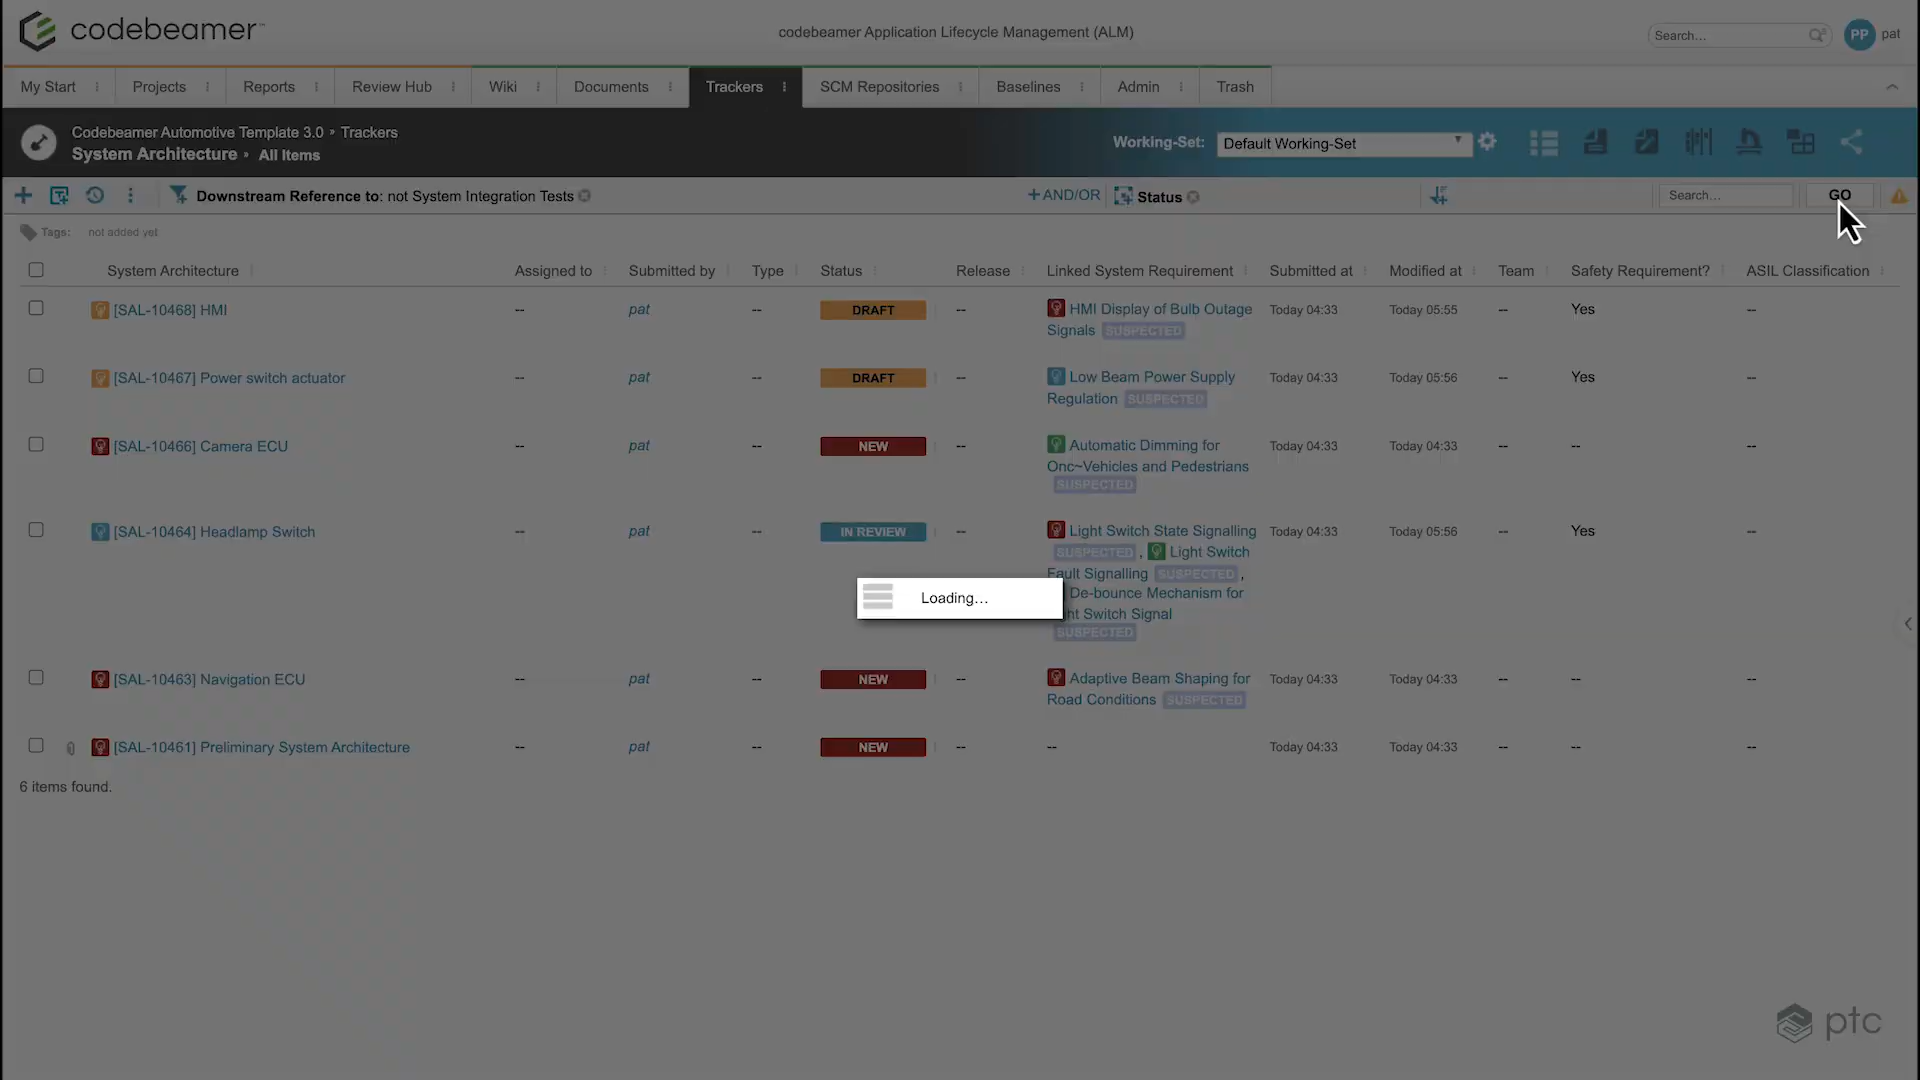 codebeamer
codebeamer Application Lifecycle Management (ALM)
Search...
PP pat
My Start Projects Reports Review Hub Wiki Documents Trackers SCM Repositories Baselines Admin Trash
Codebeamer Automotive Template 3.0 » Trackers
System Architecture » All Items
Working-Set: Default Working-Set
Downstream Reference to: not System Integration Tests
+AND/OR Status
Search... GO
Tags: not added yet
System Architecture Assigned to Submitted by Type Status Release Linked System Requirement Submitted at Modified at Team Safety Requirement? ASIL Classification
[SAL-10468] HMI -- pat -- DRAFT -- HMI Display of Bulb Outage Today 04:33 Today 05:55 -- Yes --
Signals SUSPECTED
[SAL-10467] Power switch actuator -- pat -- DRAFT -- Low Beam Power Supply Today 04:33 Today 05:56 -- Yes --
Regulation SUSPECTED
[SAL-10466] Camera ECU -- pat -- NEW -- Automatic Dimming for Today 04:33 Today 04:33 -- -- --
Onc~Vehicles and Pedestrians
SUSPECTED
[SAL-10464] Headlamp Switch -- pat -- IN REVIEW -- Light Switch State Signalling Today 04:33 Today 05:56 -- Yes --
SUSPECTED , Light Switch
Fault Signalling SUSPECTED ,
De-bounce Mechanism for
ht Switch Signal
SUSPECTED
Loading...
[SAL-10463] Navigation ECU -- pat -- NEW -- Adaptive Beam Shaping for Today 04:33 Today 04:33 -- -- --
Road Conditions SUSPECTED
[SAL-10461] Preliminary System Architecture -- pat -- NEW -- -- Today 04:33 Today 04:33 -- -- --
6 items found.
ptc